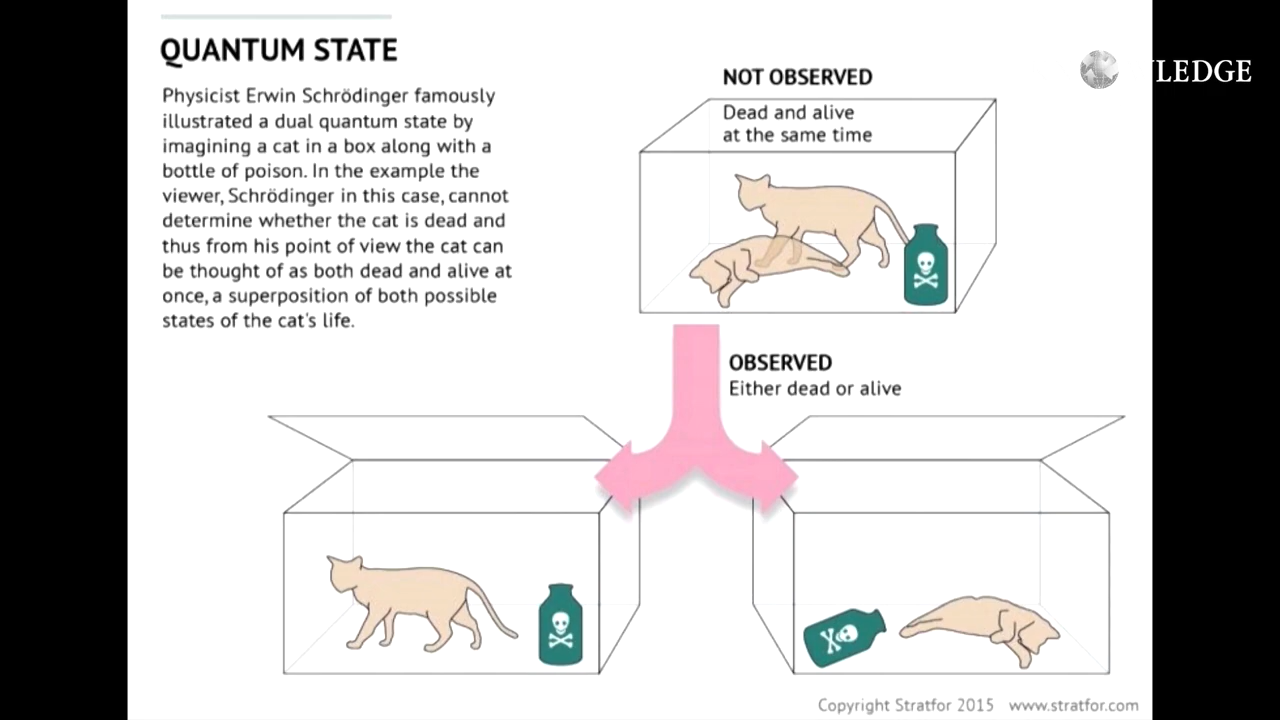 QUANTUM STATE
Physicist Erwin Schrödinger famously
illustrated a dual quantum state by
imagining a cat in a box along with a
bottle of poison. In the example the
viewer, Schrödinger in this case, cannot
determine whether the cat is dead and
thus from his point of view the cat can
be thought of as both dead and alive at
once, a superposition of both possible
states of the cat's life.
NOT OBSERVED
Dead and alive
at the same time
OBSERVED
Either dead or alive
Copyright Stratfor 2015 www.stratfor.com